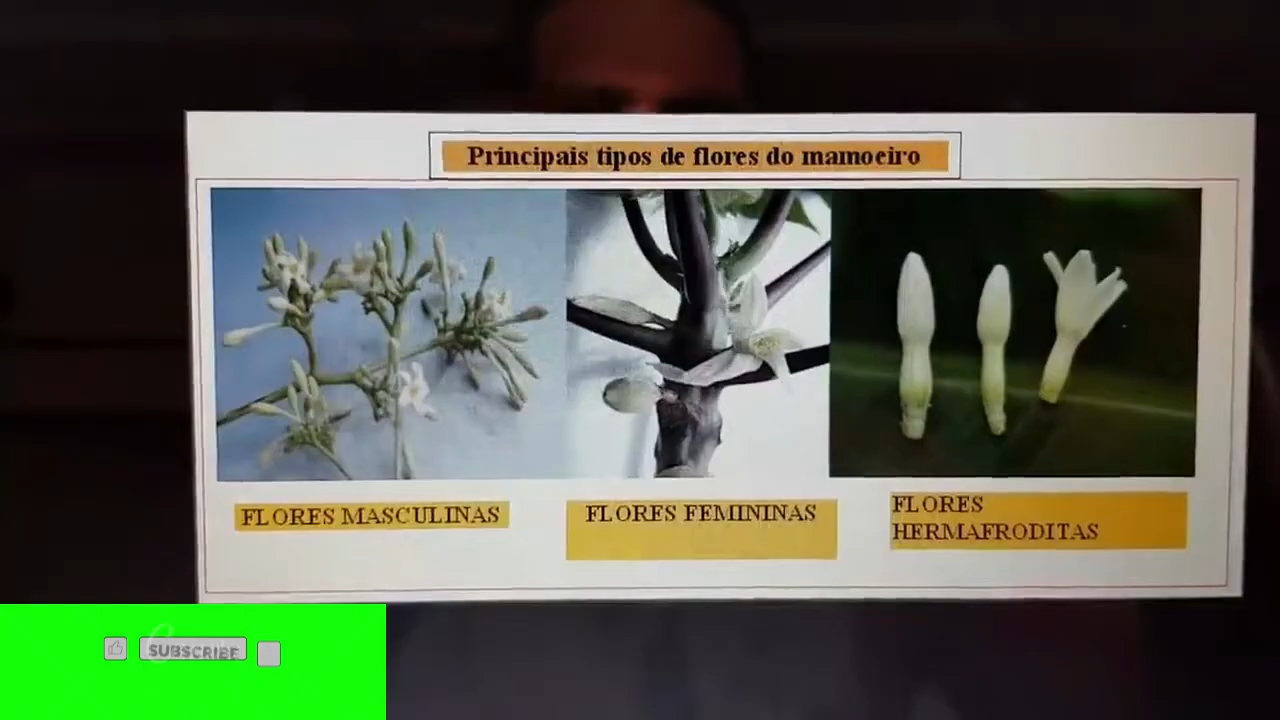 Principais tipos de flores do mamoeiro
FLORES MASCULINAS
FLORES FEMININAS
FLORES
HERMAFRODITAS
SUBSCRIBE